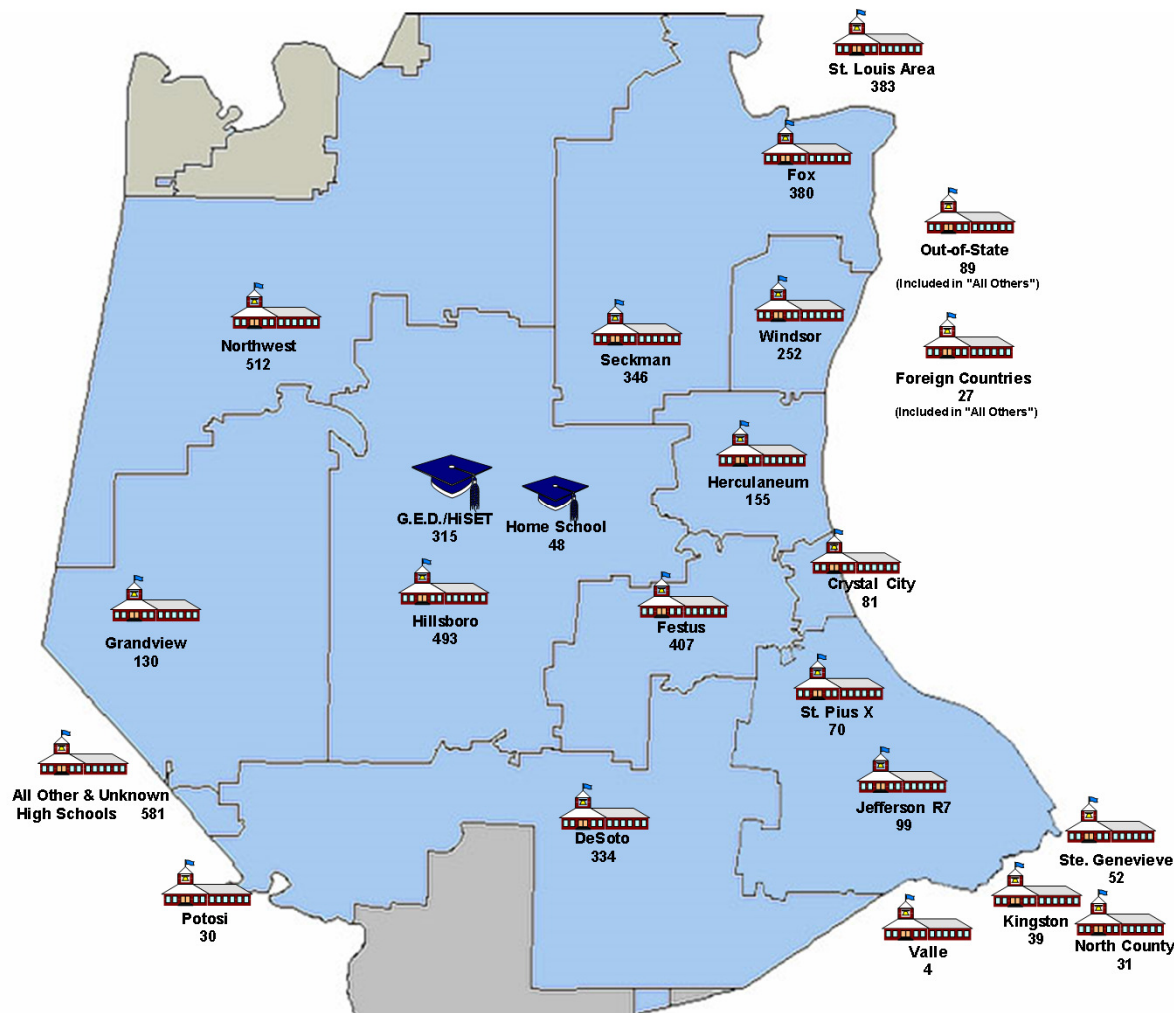 St. Louis Area
383
Fox
380
Out-of-State
89
(Included in "All Others")
Northwest
512
Seckman
346
Windsor
252
Foreign Countries
27
(Included in "All Others")
G.E.D./HiSET
315
Home School
48
Herculaneum
155
Grandview
130
Hillsboro
493
Festus
407
Crystal City
81
St. Pius X
70
All Other & Unknown
High Schools 581
DeSoto
334
Jefferson R7
99
Potosi
30
Ste. Genevieve
52
Kingston
39
North County
31
Valle
4